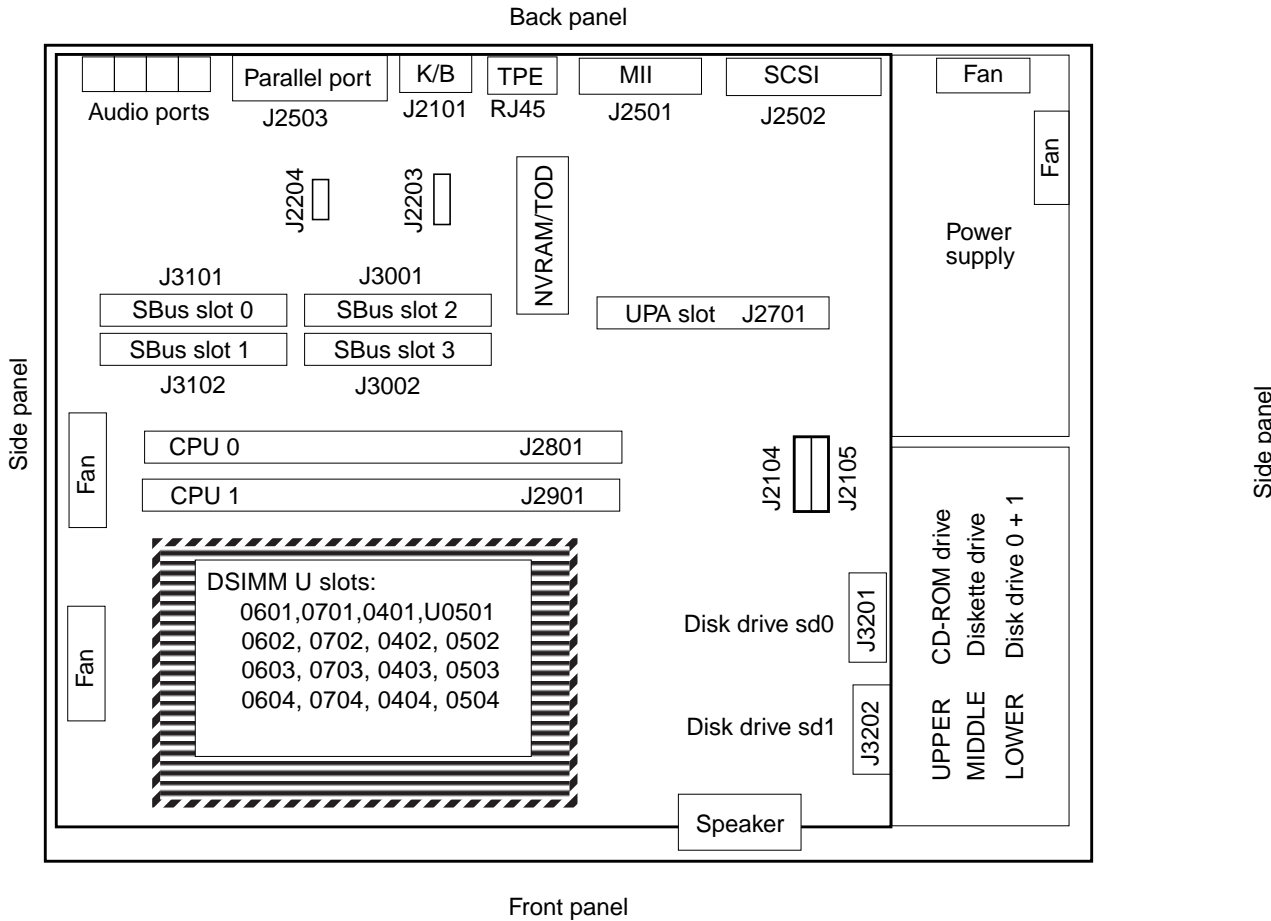 Back panel
Parallel port
K/B
TPE
MII
SCSI
Fan
Audio ports
J2503
J2101
RJ45
J2501
J2502
Fan
J2204
J2203
NVRAM/TOD
Power
supply
J3101
J3001
SBus slot 0
SBus slot 2
UPA slot J2701
SBus slot 1
SBus slot 3
J3102
J3002
Side panel
Side panel
Fan
CPU 0 J2801
CPU 1 J2901
J2104
J2105
DSIMM U slots:
0601,0701,0401,U0501
0602, 0702, 0402, 0502
0603, 0703, 0403, 0503
0604, 0704, 0404, 0504
Fan
Disk drive sd0
J3201
Disk drive sd1
J3202
UPPER CD-ROM drive
MIDDLE Diskette drive
LOWER Disk drive 0 + 1
Speaker
Front panel